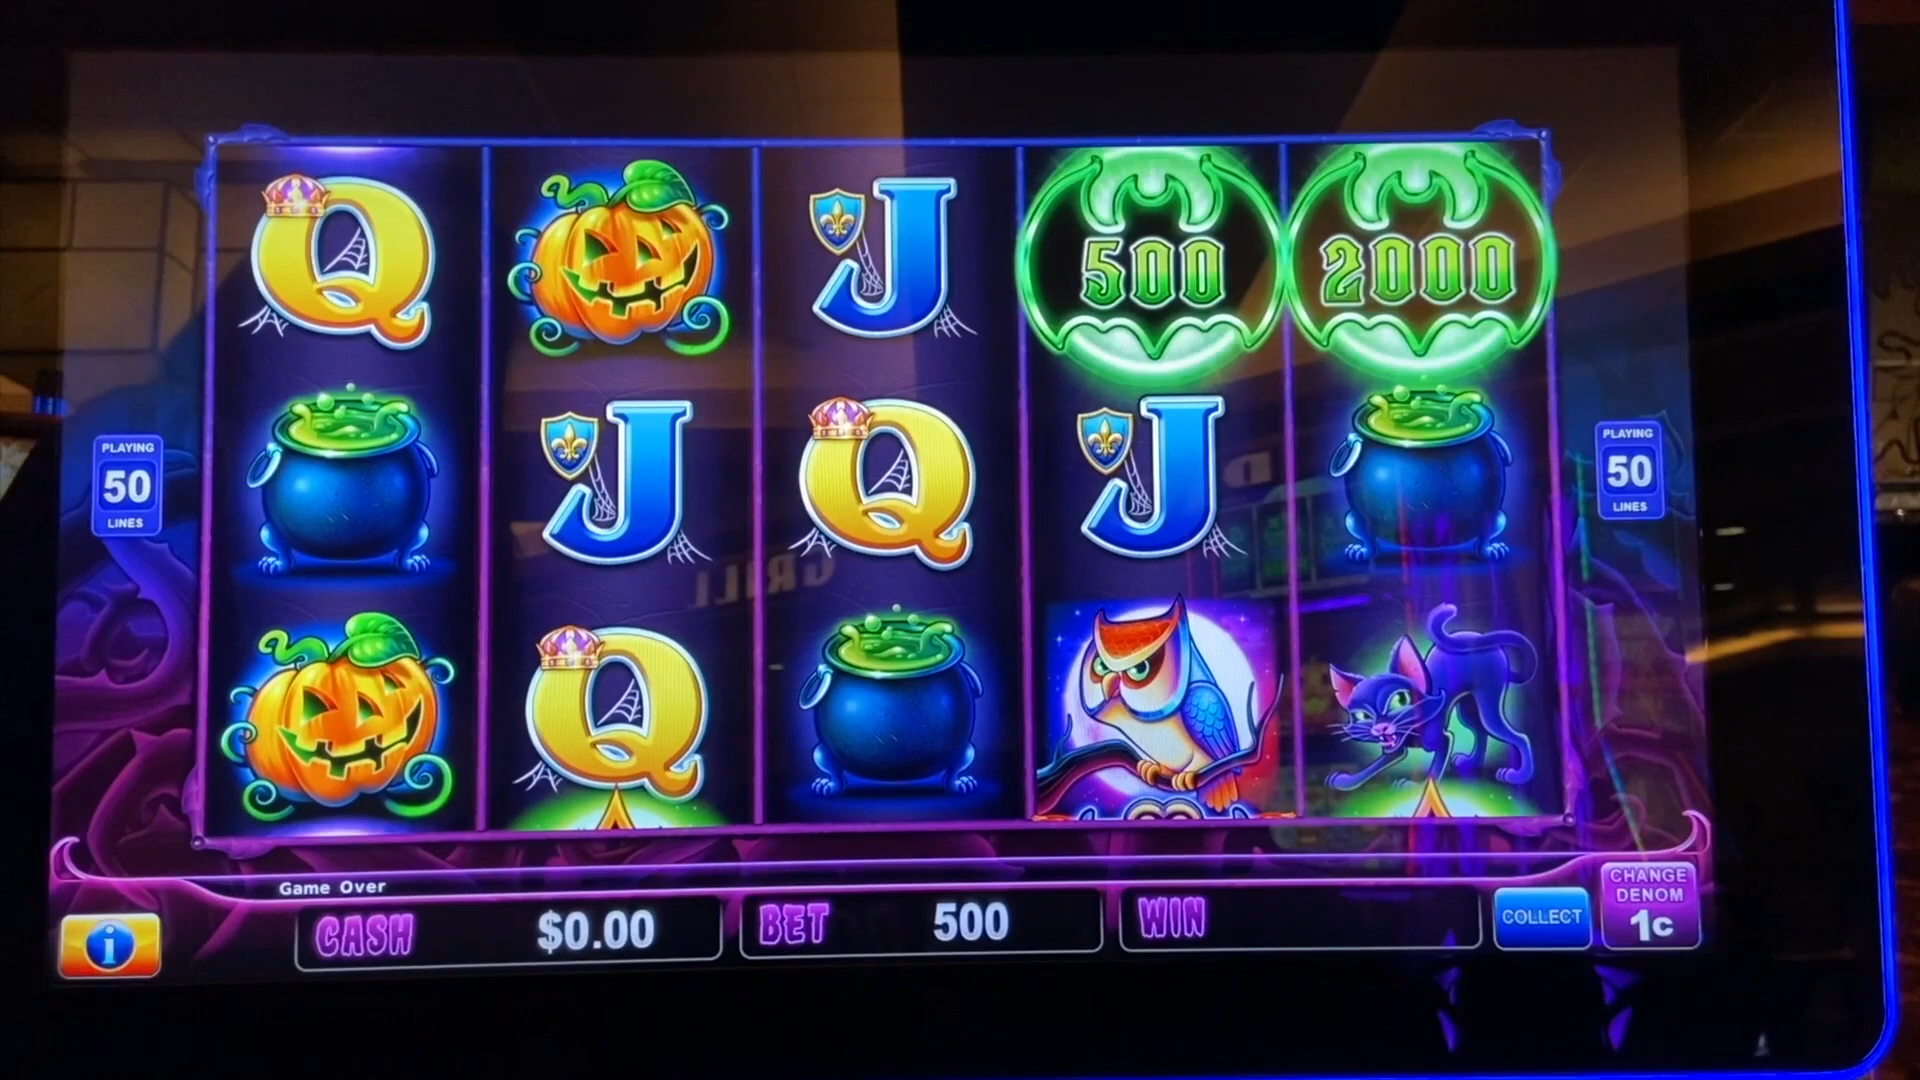 Q
J
500
2000
J
Q
J
Q
PLAYING
50
LINES
PLAYING
50
LINES
GRILL
Game Over
CASH
$0.00
BET
500
WIN
COLLECT
CHANGE
DENOM
1c